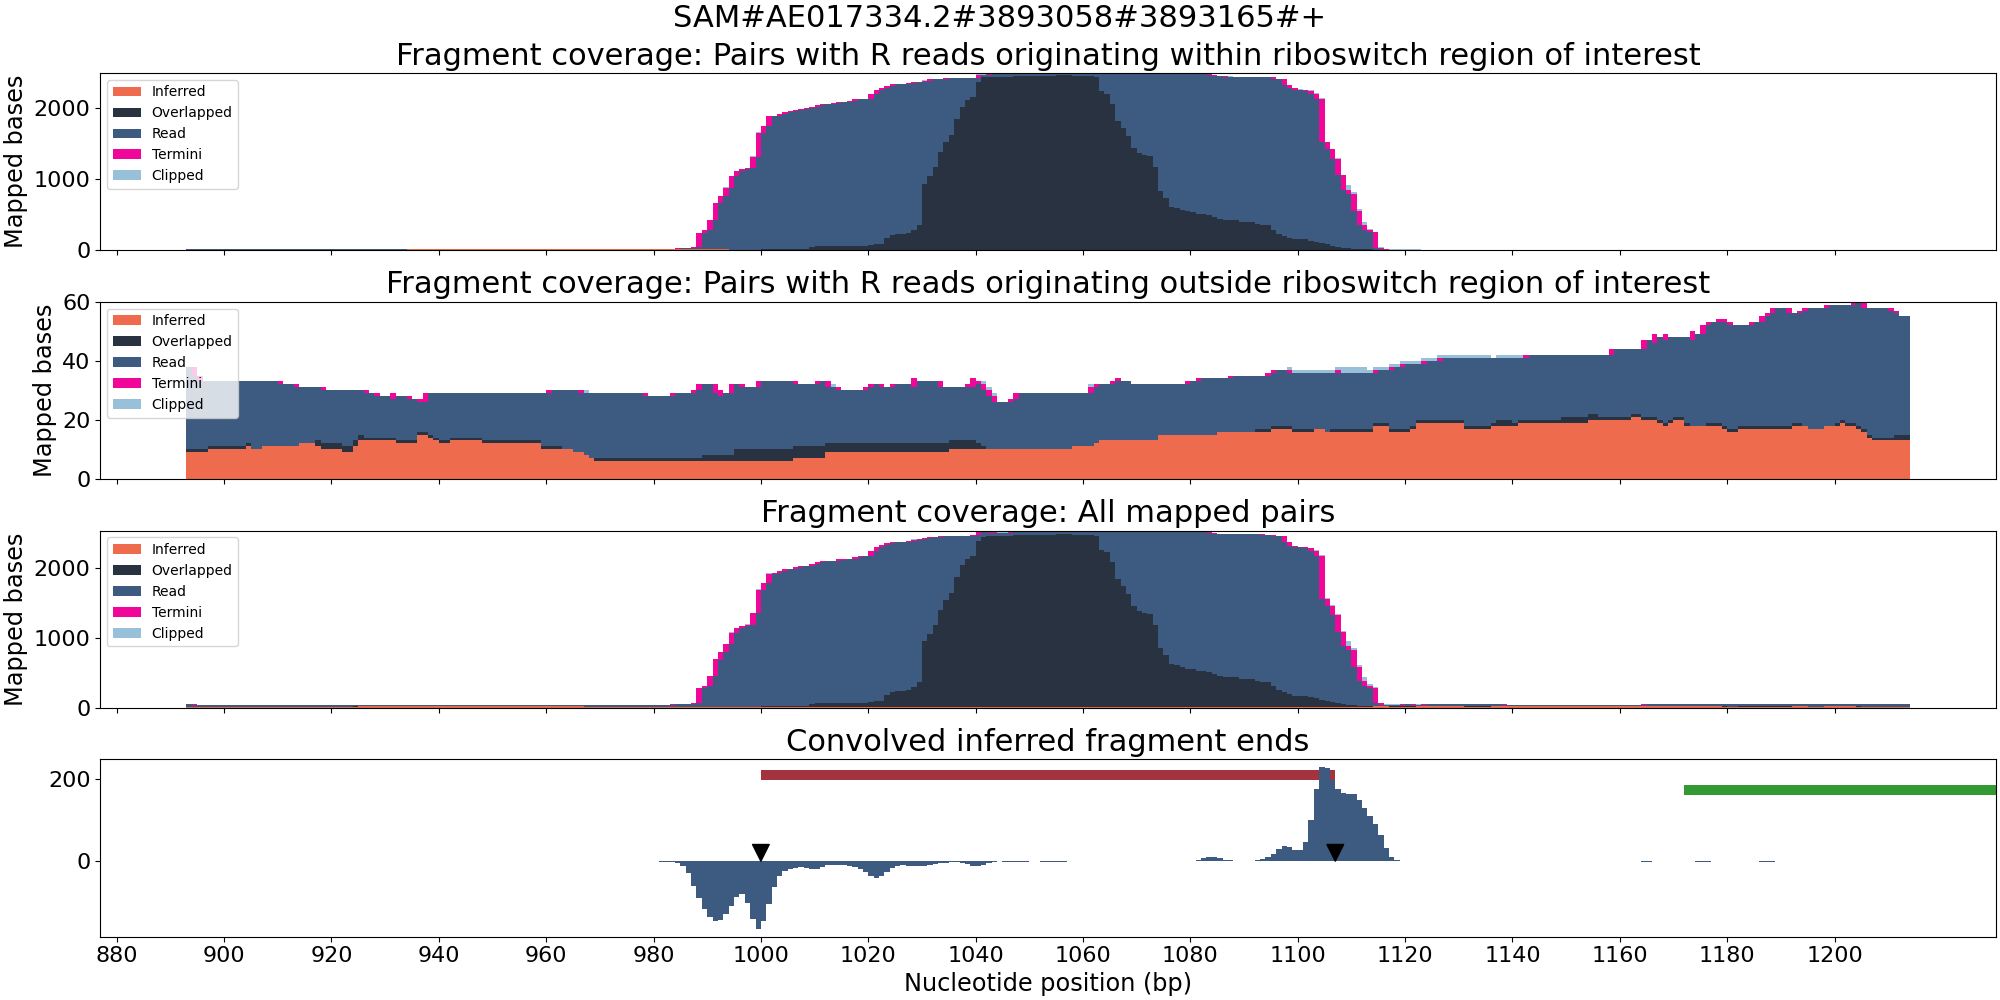 SAM#AE017334.2#3893058#3893165#+
Fragment coverage: Pairs with R reads originating within riboswitch region of interest
Mapped bases
2000
1000
0
Inferred
Overlapped
Read
Termini
Clipped
Fragment coverage: Pairs with R reads originating outside riboswitch region of interest
Mapped bases
60
40
20
0
Inferred
Overlapped
Read
Termini
Clipped
Fragment coverage: All mapped pairs
Mapped bases
2000
1000
0
Inferred
Overlapped
Read
Termini
Clipped
Convolved inferred fragment ends
200
0
880 900 920 940 960 980 1000 1020 1040 1060 1080 1100 1120 1140 1160 1180 1200
Nucleotide position (bp)